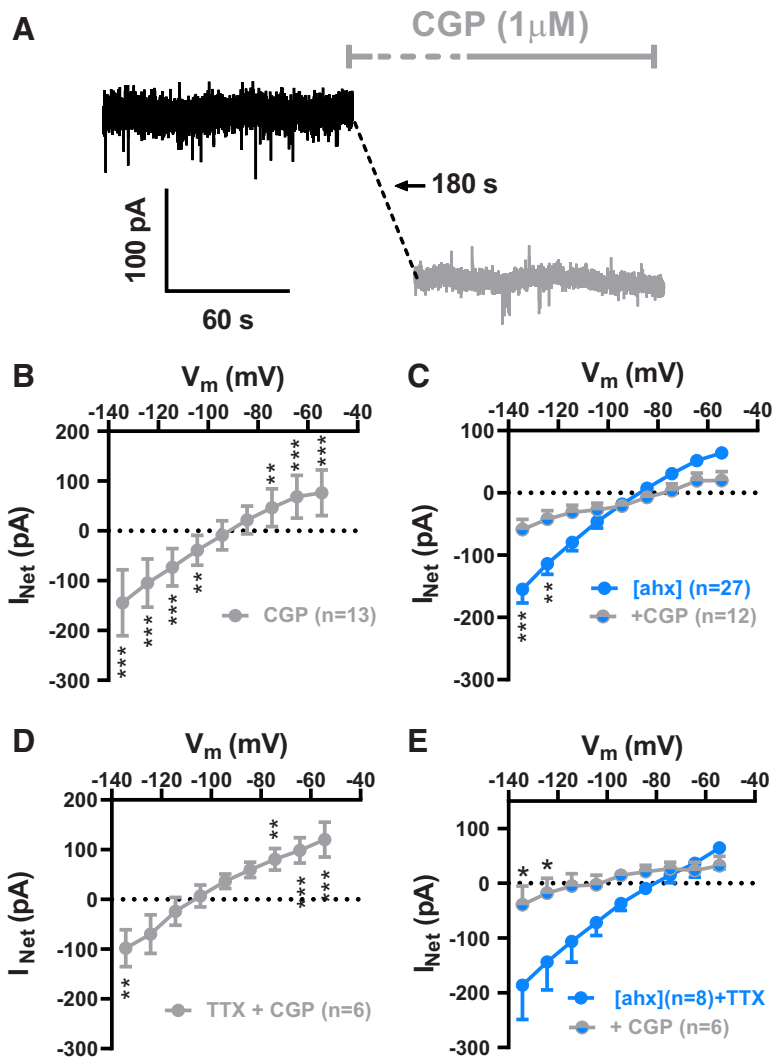 A
CGP (1μM)
180 s
100 pA
60 s
B
Vm (mV)
-140 -120 -100 -80 -60 -40
200
100
0
-100
-200
-300
INet (pA)
*** *** *** ** ** *** ***
CGP (n=13)
C
Vm (mV)
-140 -120 -100 -80 -60 -40
100
0
-100
-200
-300
INet (pA)
*** **
[ahx] (n=27)
+CGP (n=12)
D
Vm (mV)
-140 -120 -100 -80 -60 -40
200
100
0
-100
-200
-300
INet (pA)
** ** *** ***
TTX + CGP (n=6)
E
Vm (mV)
-140 -120 -100 -80 -60 -40
100
0
-100
-200
-300
INet (pA)
* *
[ahx](n=8)+TTX
+ CGP (n=6)